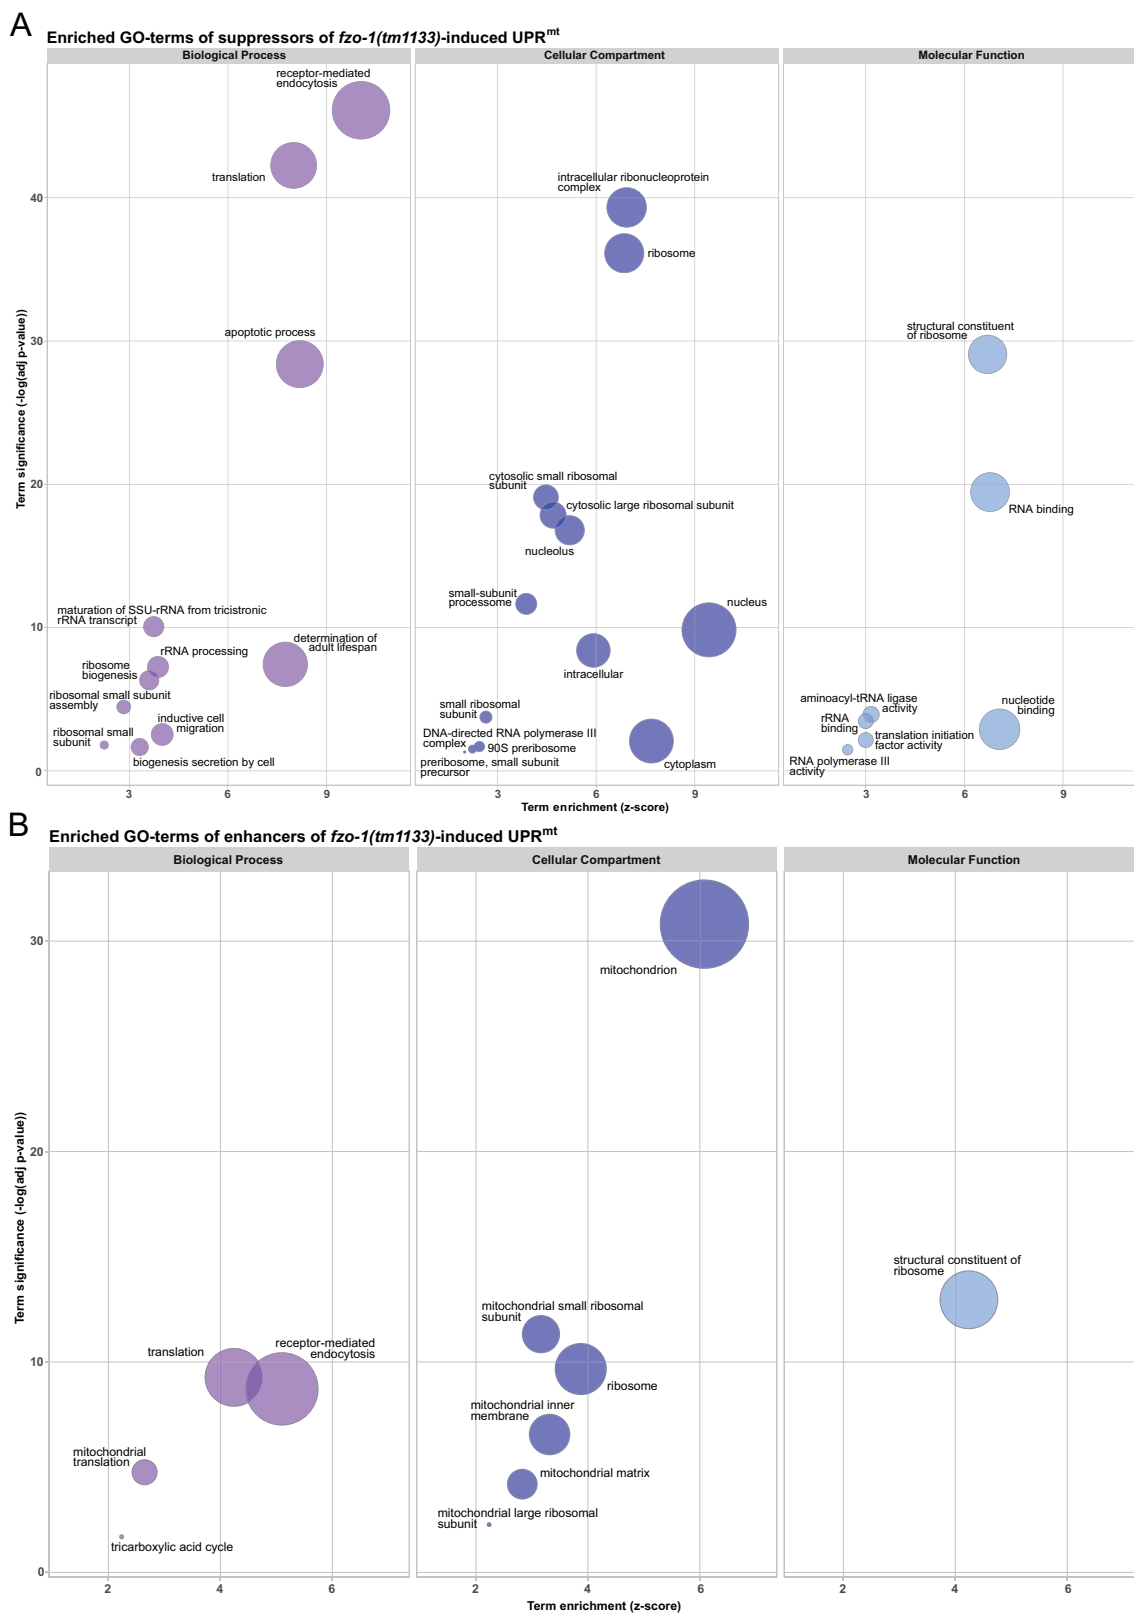 A
Enriched GO-terms of suppressors of fzo-1(tm1133)-induced UPRmt
Biological Process
Cellular Compartment
Molecular Function
Term significance (-log(adj p-value))
40
30
20
10
0
receptor-mediated
endocytosis
translation
apoptotic process
maturation of SSU-rRNA from tricistronic
rRNA transcript
rRNA processing
determination of
adult lifespan
ribosome
biogenesis
ribosomal small subunit
assembly
inductive cell
migration
ribosomal small
subunit
biogenesis secretion by cell
3
6
9
intracellular ribonucleoprotein
complex
ribosome
cytosolic small ribosomal
subunit
cytosolic large ribosomal subunit
nucleolus
small-subunit
processome
nucleus
intracellular
small ribosomal
subunit
DNA-directed RNA polymerase III
complex
90S preribosome
preribosome, small subunit
precursor
cytoplasm
3
6
9
structural constituent
of ribosome
RNA binding
aminoacyl-tRNA ligase
activity
nucleotide
binding
rRNA
binding
translation initiation
factor activity
RNA polymerase III
activity
3
6
9
Term enrichment (z-score)
B
Enriched GO-terms of enhancers of fzo-1(tm1133)-induced UPRmt
Biological Process
Cellular Compartment
Molecular Function
Term significance (-log(adj p-value))
30
20
10
0
translation
receptor-mediated
endocytosis
mitochondrial
translation
tricarboxylic acid cycle
2
4
6
mitochondrion
mitochondrial small ribosomal
subunit
ribosome
mitochondrial inner
membrane
mitochondrial matrix
mitochondrial large ribosomal
subunit
2
4
6
structural constituent of
ribosome
2
4
6
Term enrichment (z-score)